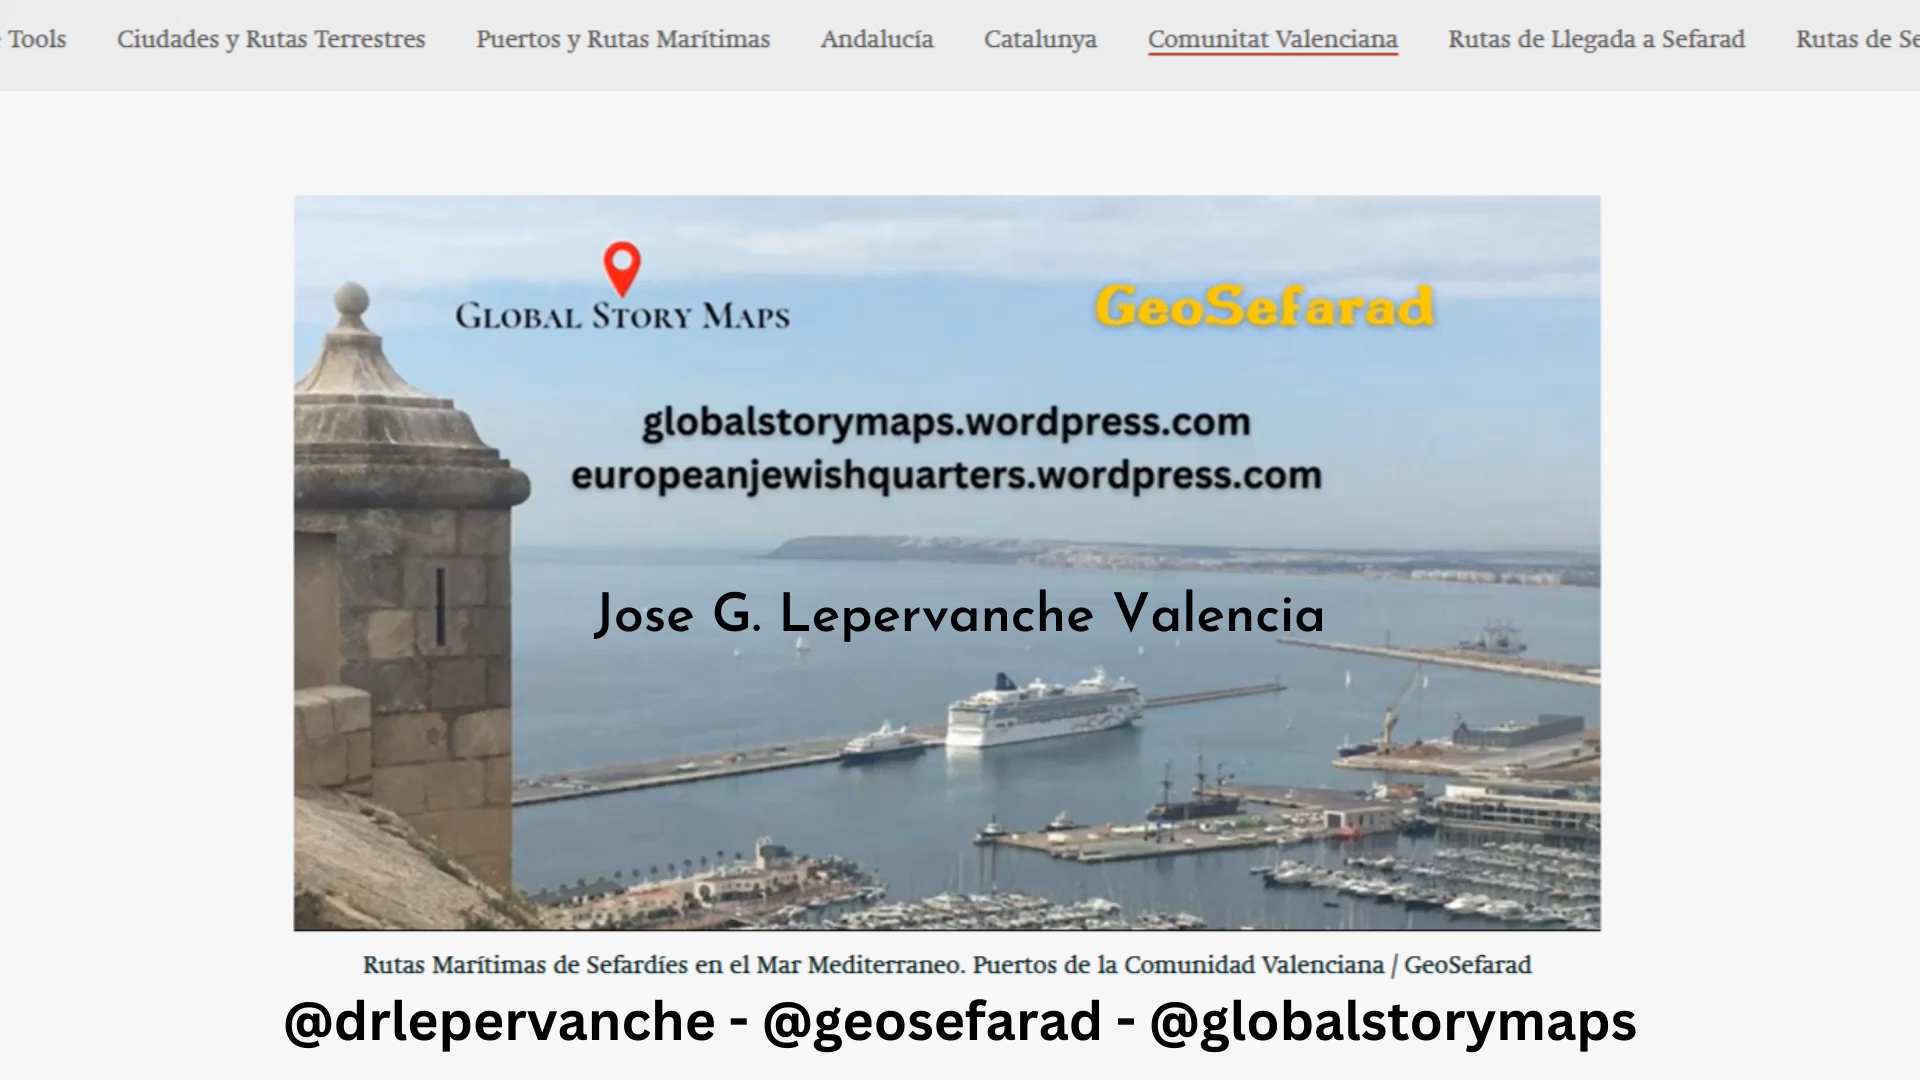 Tools Ciudades y Rutas Terrestres Puertos y Rutas Marítimas Andalucía Catalunya Comunitat Valenciana Rutas de Llegada a Sefarad Rutas de Se
GLOBAL STORY MAPS
GeoSefarad
globalstorymaps.wordpress.com
europeanjewishquarters.wordpress.com
Jose G. Lepervanche Valencia
Rutas Marítimas de Sefardíes en el Mar Mediterraneo. Puertos de la Comunidad Valenciana / GeoSefarad
@drlepervanche - @geosefarad - @globalstorymaps